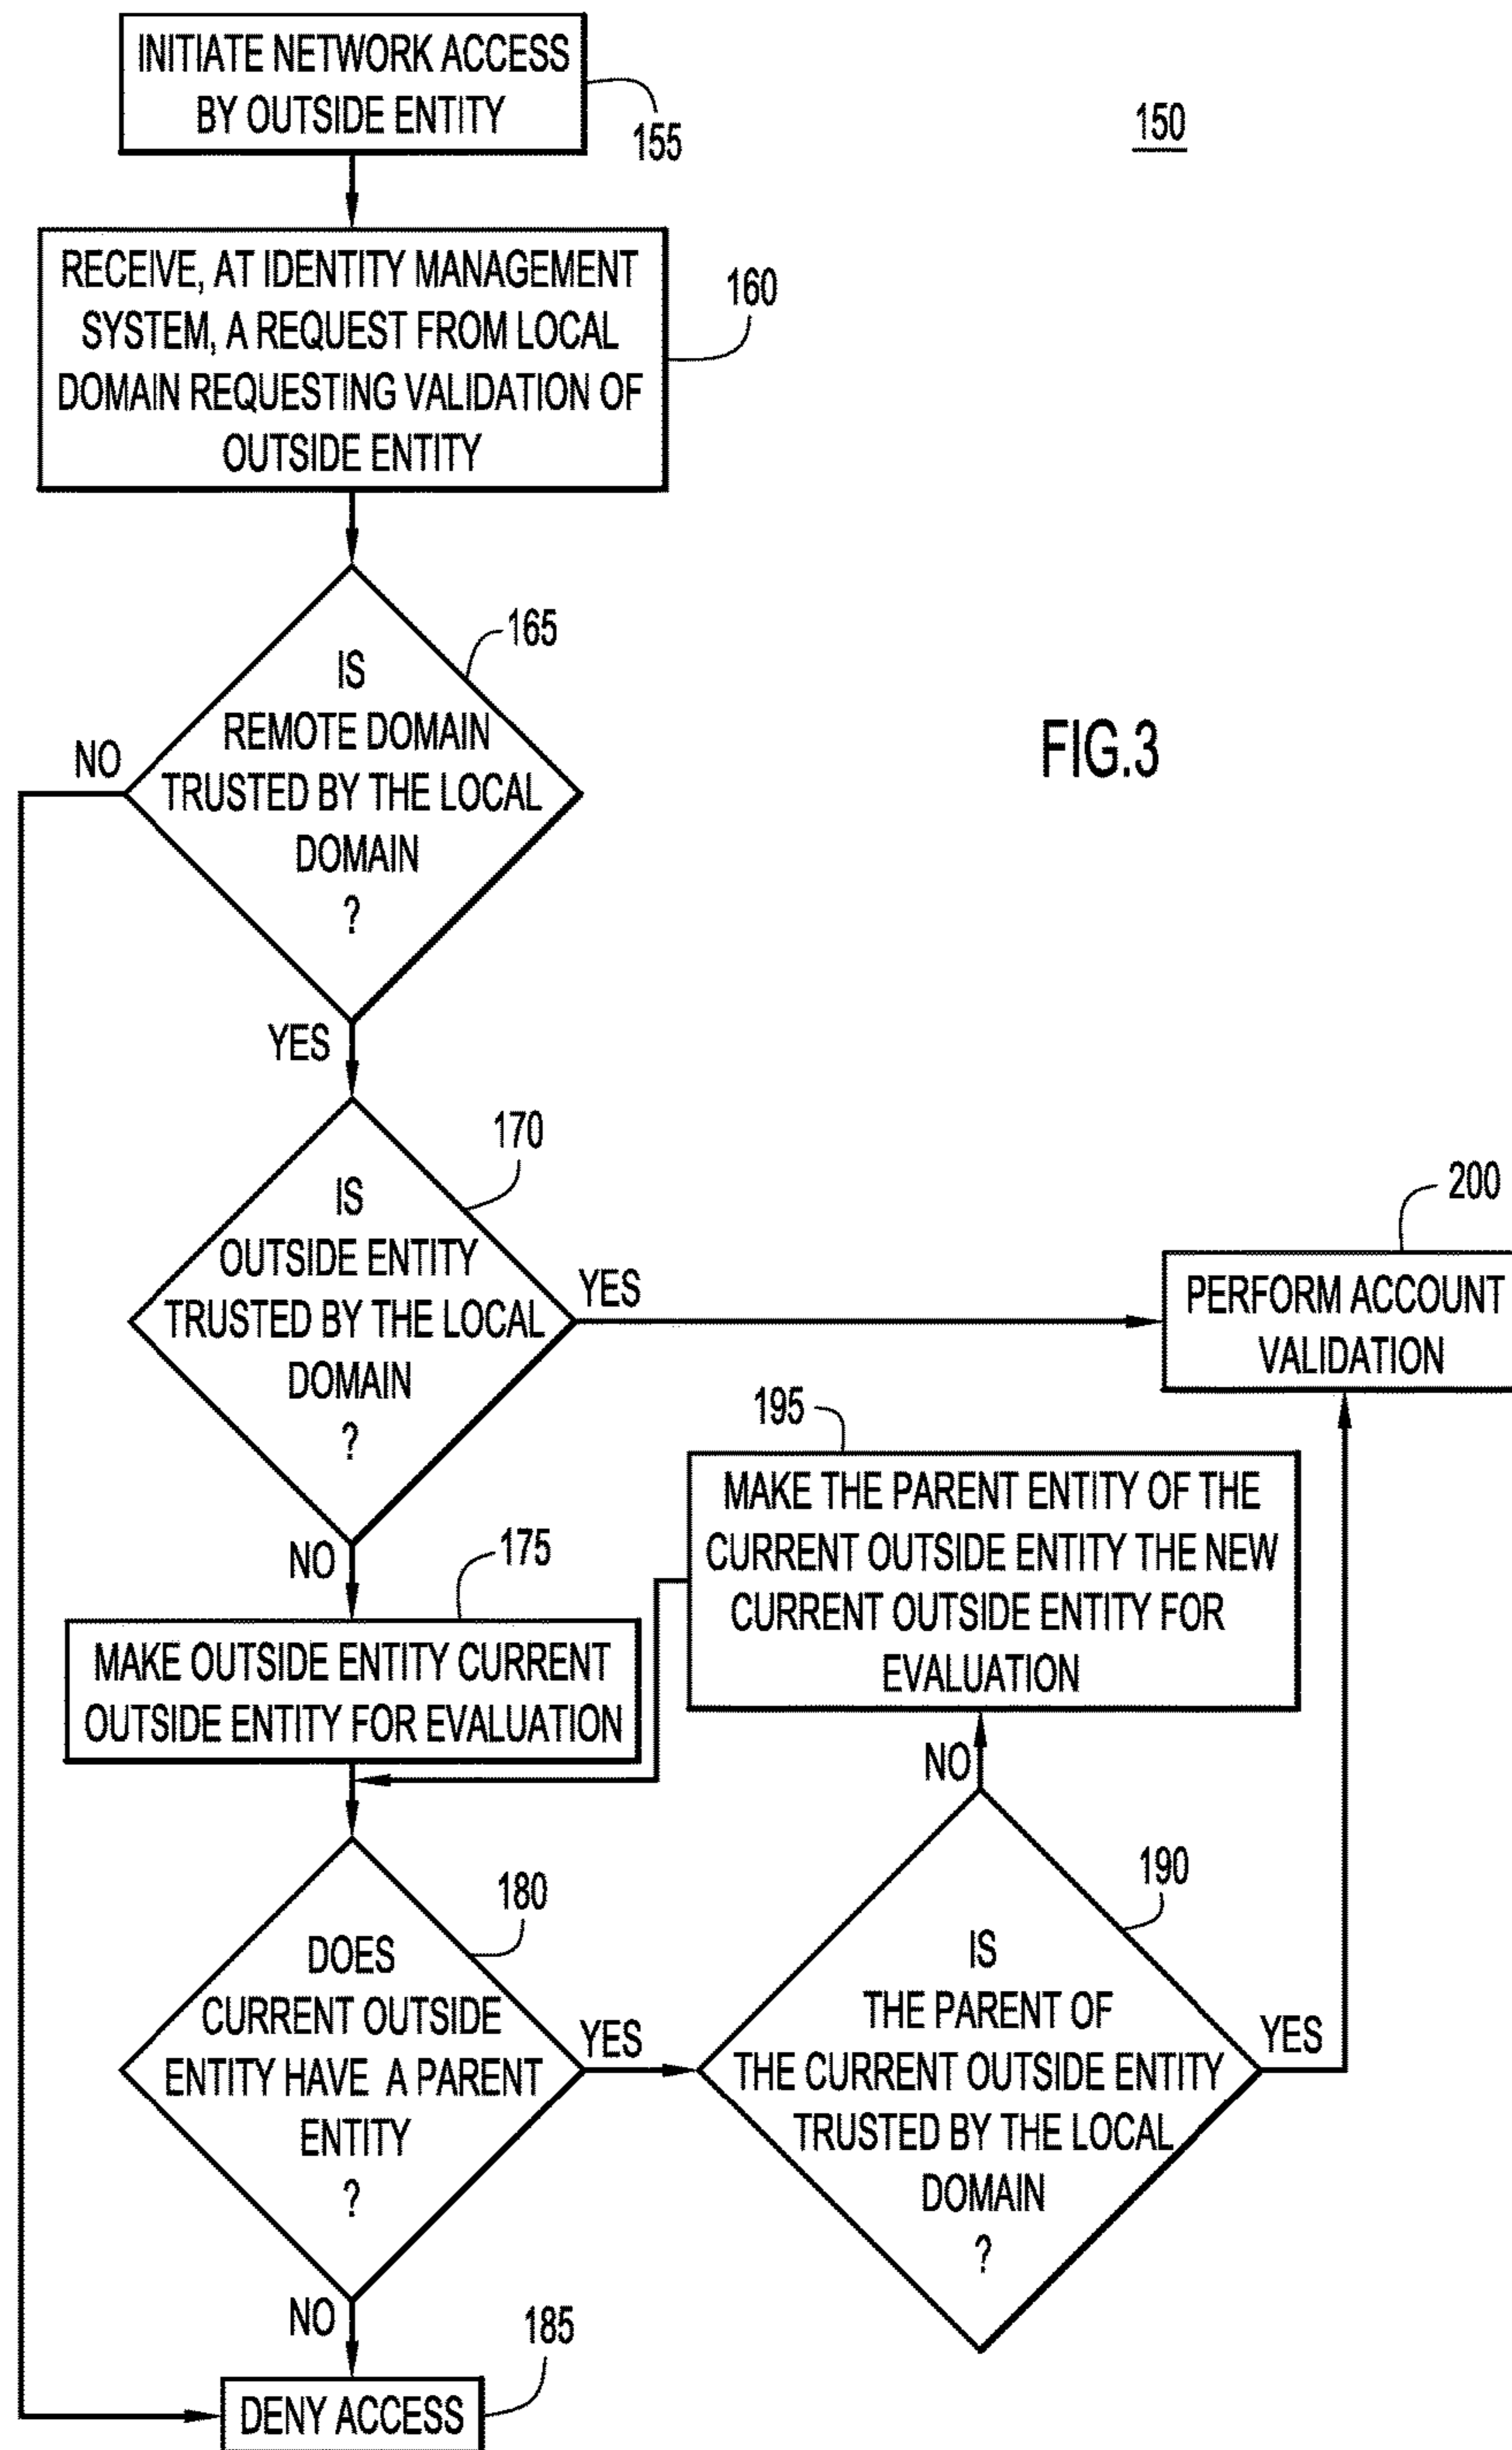 INITIATE NETWORK ACCESS
BY OUTSIDE ENTITY
155
150
RECEIVE, AT IDENTITY MANAGEMENT
SYSTEM, A REQUEST FROM LOCAL
DOMAIN REQUESTING VALIDATION OF
OUTSIDE ENTITY
160
165
IS
REMOTE DOMAIN
TRUSTED BY THE LOCAL
DOMAIN
?
NO
YES
FIG.3
170
IS
OUTSIDE ENTITY
TRUSTED BY THE LOCAL
DOMAIN
?
YES
NO
200
PERFORM ACCOUNT
VALIDATION
195
MAKE THE PARENT ENTITY OF THE
CURRENT OUTSIDE ENTITY THE NEW
CURRENT OUTSIDE ENTITY FOR
EVALUATION
175
MAKE OUTSIDE ENTITY CURRENT
OUTSIDE ENTITY FOR EVALUATION
180
DOES
CURRENT OUTSIDE
ENTITY HAVE A PARENT
ENTITY
?
YES
NO
190
IS
THE PARENT OF
THE CURRENT OUTSIDE ENTITY
TRUSTED BY THE LOCAL
DOMAIN
?
NO
YES
185
DENY ACCESS